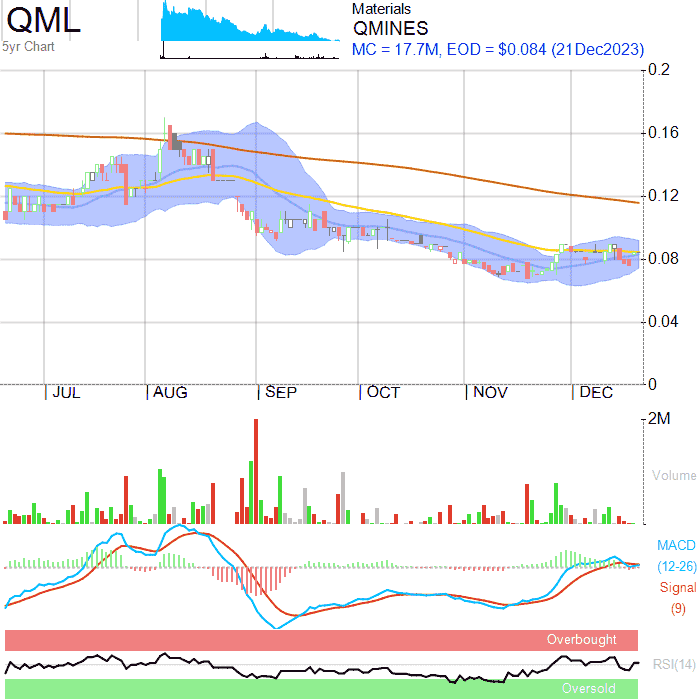 QML
5yr Chart
Materials
QMINES
MC = 17.7M, EOD = $0.084 (21Dec2023)
0.2
0.16
0.12
0.08
0.04
0
JUL AUG SEP OCT NOV DEC
2M
Volume
MACD
(12-26)
Signal
(9)
Overbought
RSI(14)
Oversold